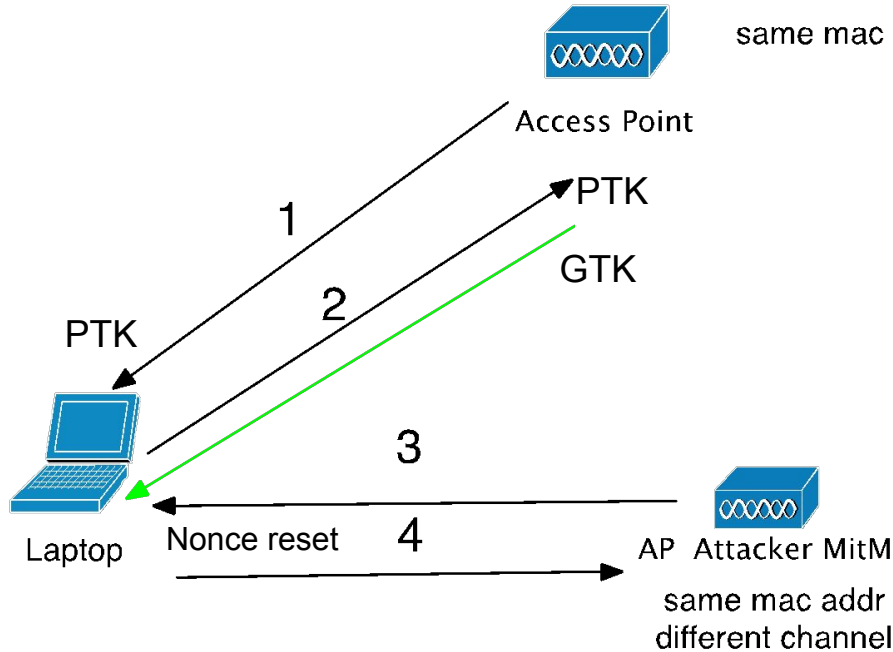 same mac
Access Point
PTK
1
GTK
2
PTK
3
Laptop
Nonce reset
4
AP Attacker MitM
same mac addr
different channel